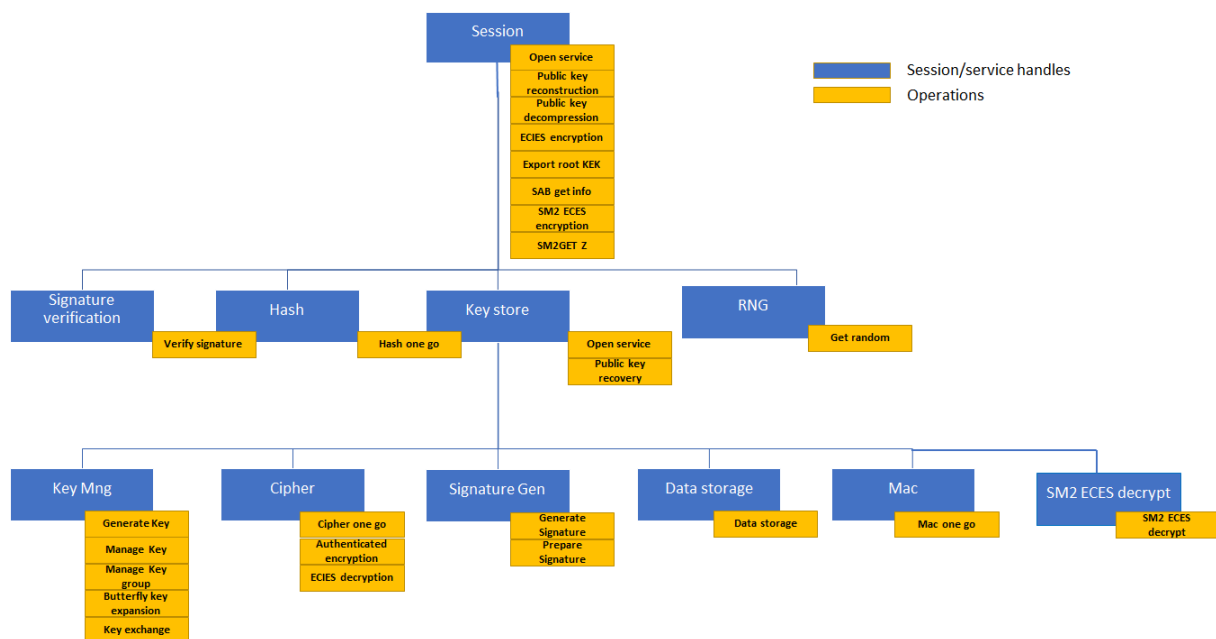 Session
Open service
Public key
reconstruction
Public key
decompression
ECIES encryption
Export root KEK
SAB get info
SM2 ECES
encryption
SM2GET Z
Session/service handles
Operations
Signature
verification
Verify signature
Hash
Hash one go
Key store
Open service
Public key
recovery
RNG
Get random
Key Mng
Generate Key
Manage Key
Manage Key
group
Butterfly key
expansion
Key exchange
Cipher
Cipher one go
Authenticated
encryption
ECIES decryption
Signature Gen
Generate
Signature
Prepare
Signature
Data storage
Data storage
Mac
Mac one go
SM2 ECES decrypt
SM2 ECES
decrypt